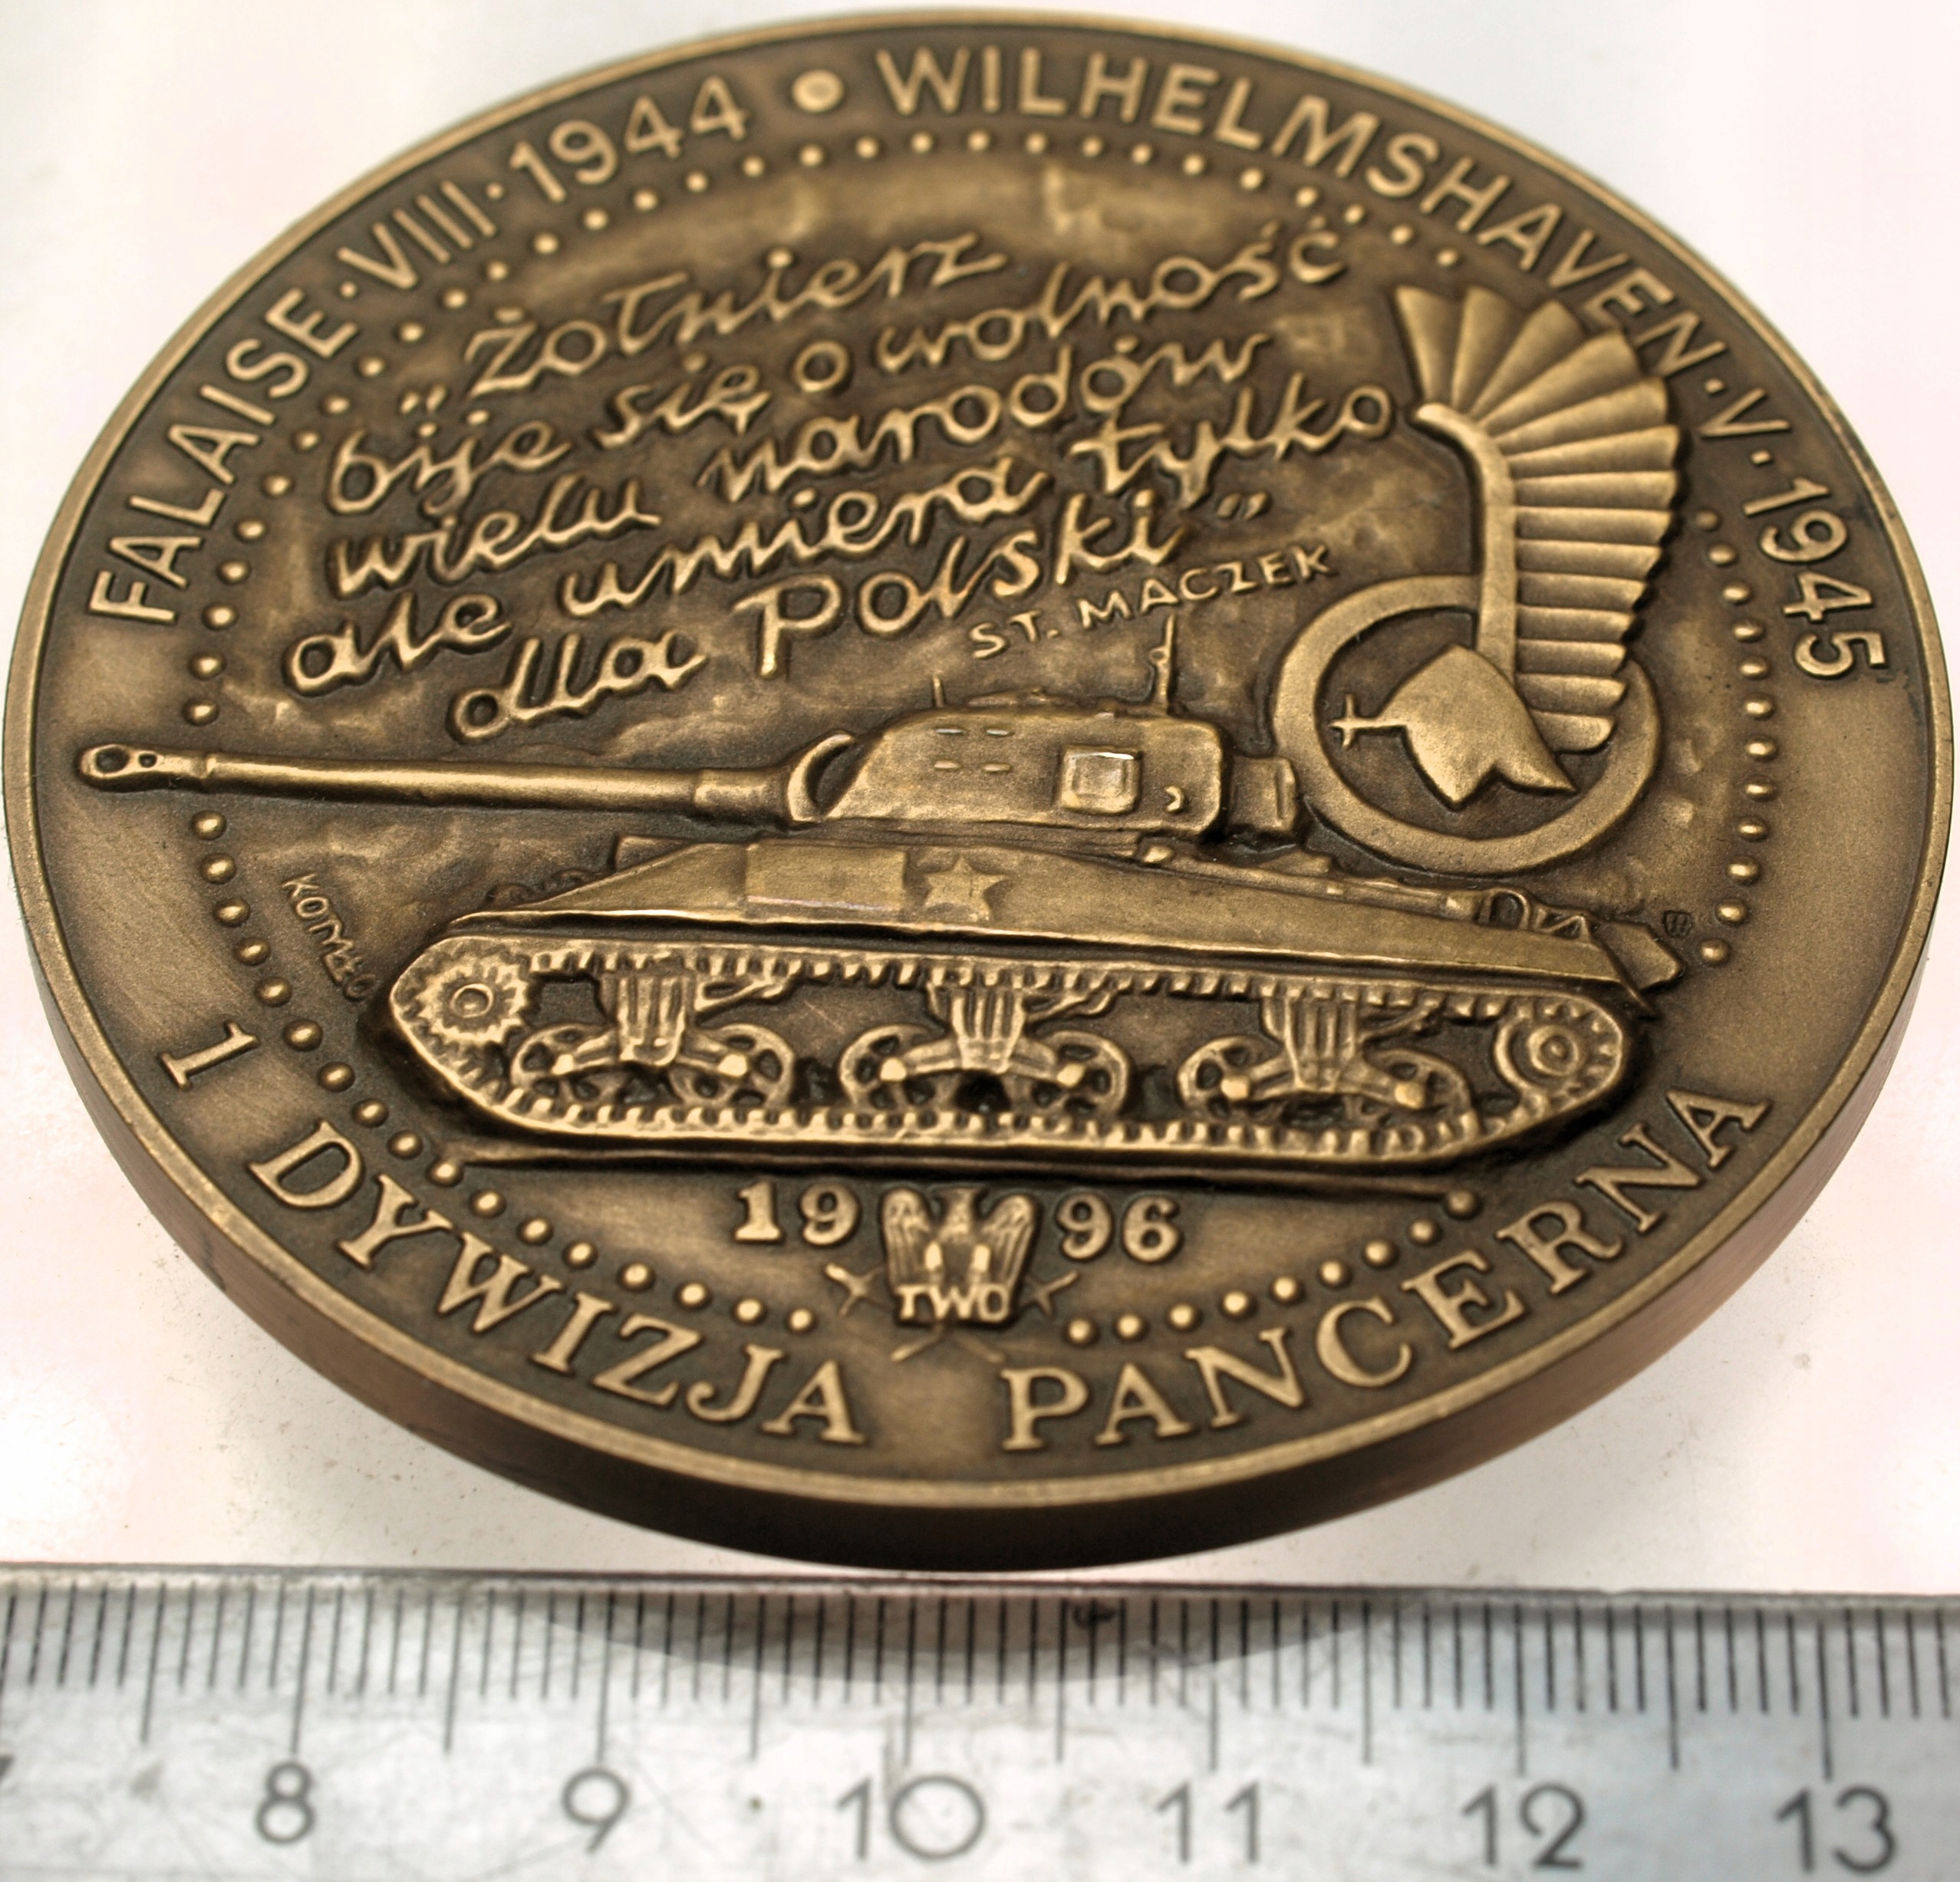 FALAISE · VIII · 1944 • WILHELMSHAVEN · V · 1945
„Żołnierz
bije się o wolność
wielu narodów
ale umiera tylko
dla Polski”
ST. MACZEK
19 96
TWO
1 DYWIZJA PANCERNA
8 9 10 11 12 13